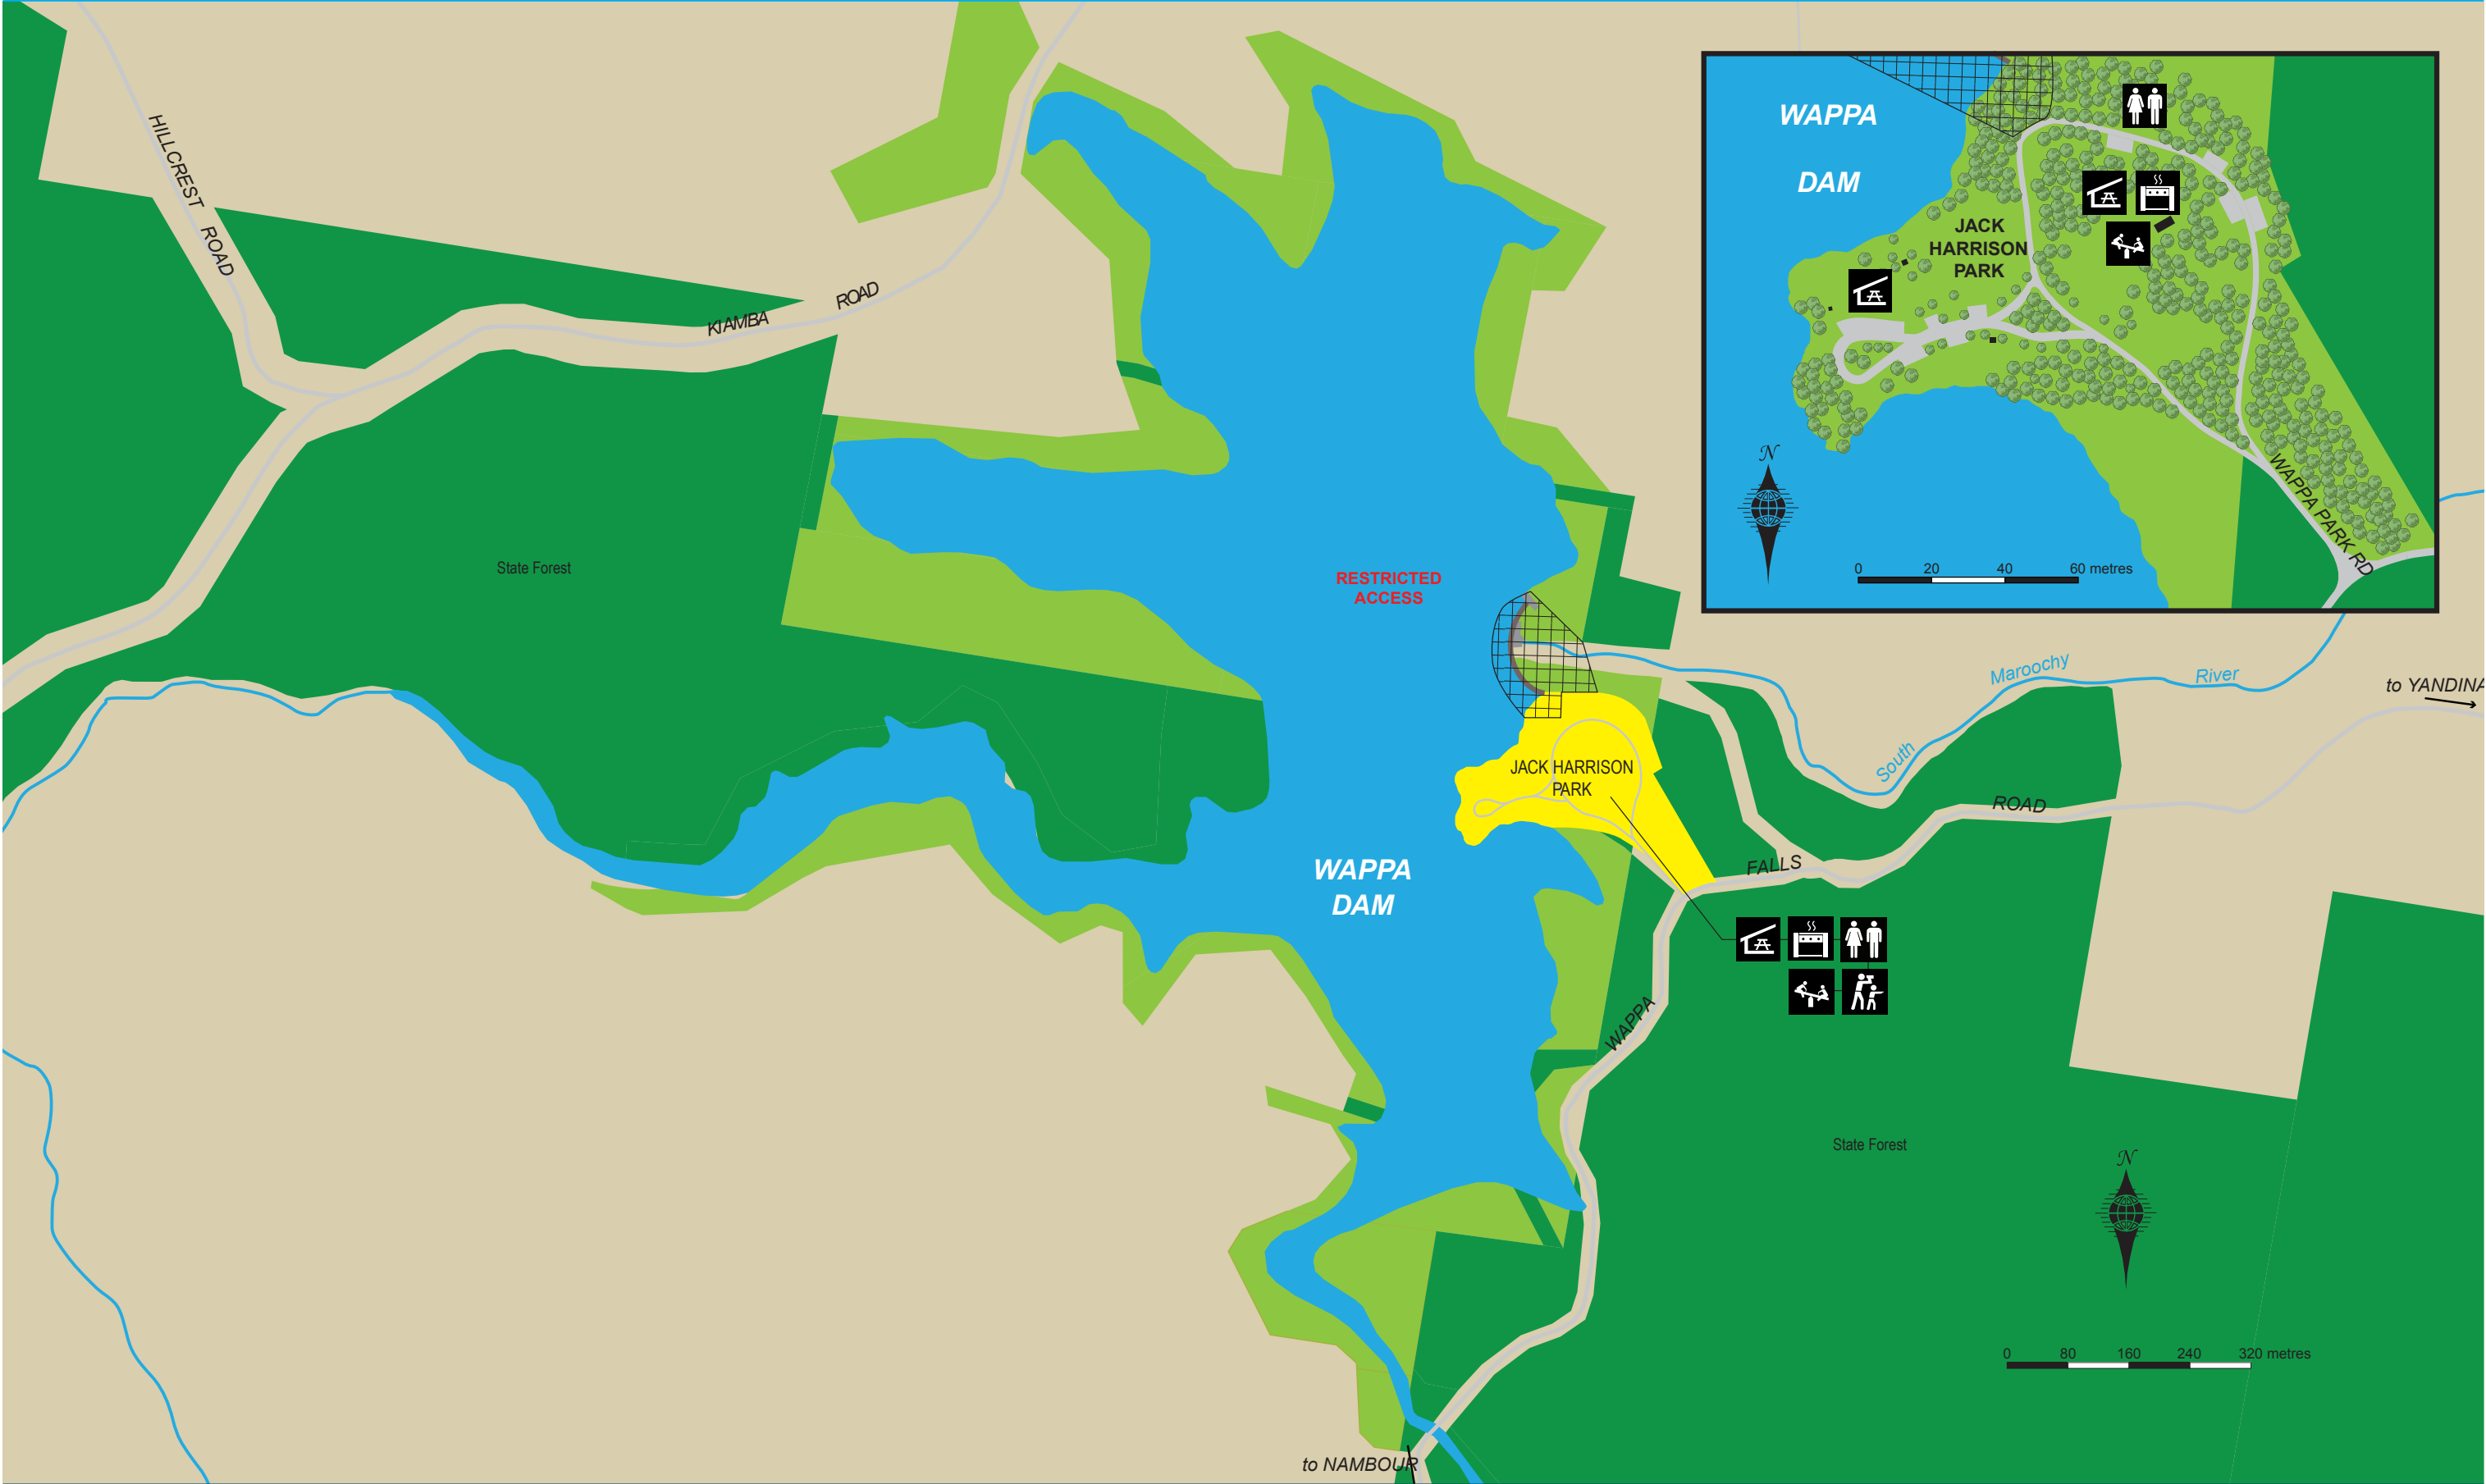 HILLCREST ROAD
KIAMBA ROAD
State Forest
RESTRICTED
ACCESS
WAPPA
DAM
JACK HARRISON
PARK
WAPPA FALLS ROAD
South Maroochy River
to YANDINA
to NAMBOUR
State Forest
N
0 80 160 240 320 metres
WAPPA
DAM
JACK
HARRISON
PARK
WAPPA PARK RD
N
0 20 40 60 metres